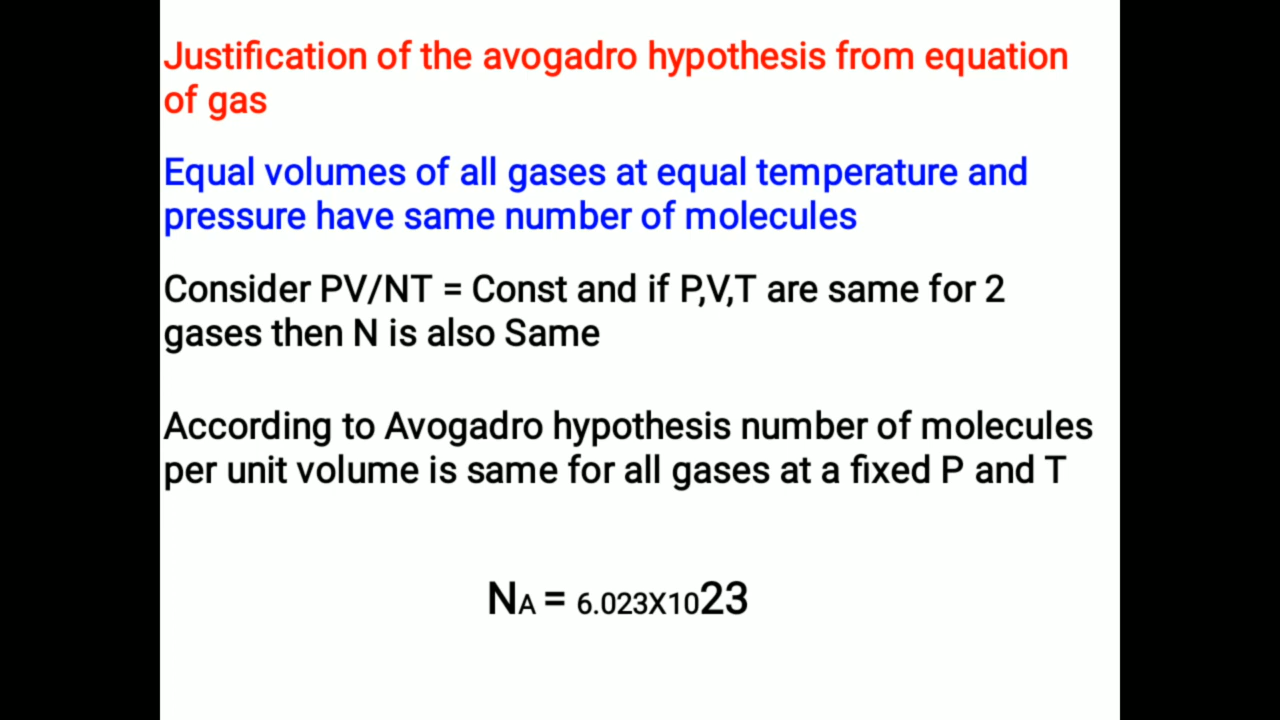 Justification of the avogadro hypothesis from equation
of gas
Equal volumes of all gases at equal temperature and
pressure have same number of molecules
Consider PV/NT = Const and if P,V,T are same for 2
gases then N is also Same
According to Avogadro hypothesis number of molecules
per unit volume is same for all gases at a fixed P and T
NA = 6.023X1023